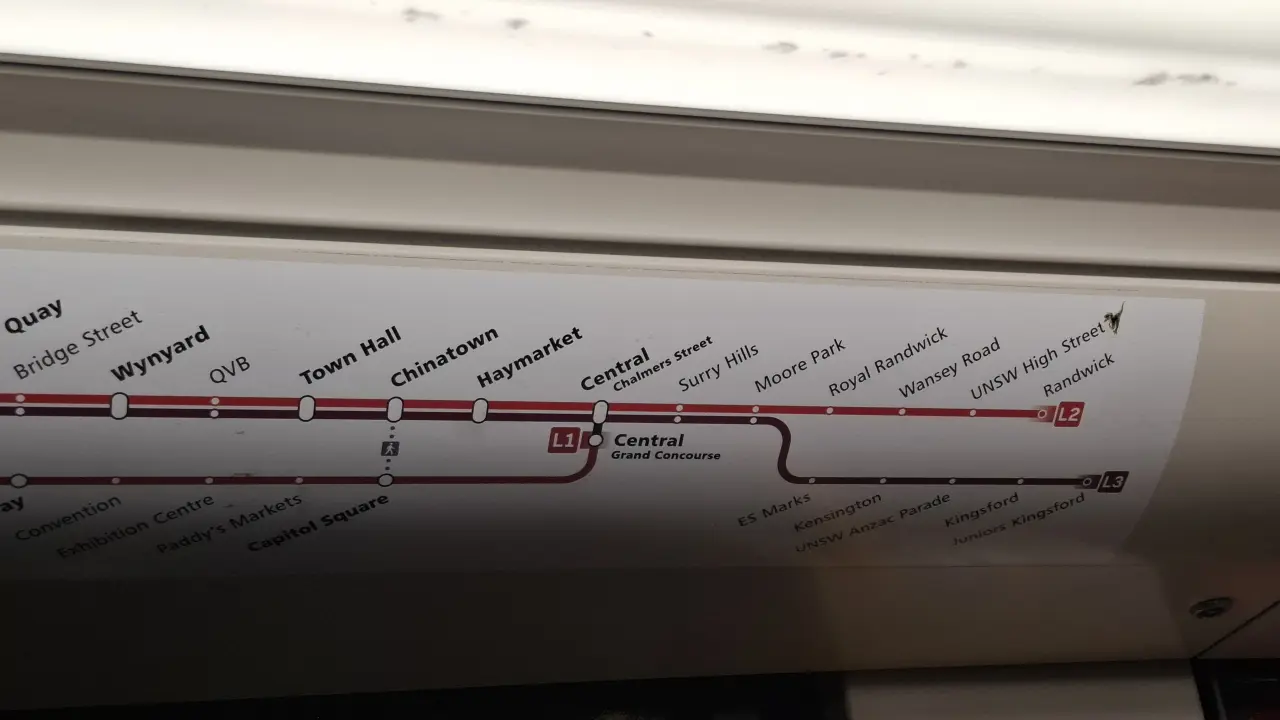 Quay
Bridge Street
Wynyard
QVB
Town Hall
Chinatown
Haymarket
Central
Chalmers Street
Surry Hills
Moore Park
Royal Randwick
Wansey Road
UNSW High Street
Randwick
L2
L1
Central
Grand Concourse
L3
ay
Convention
Exhibition Centre
Paddy's Markets
Capitol Square
ES Marks
Kensington
UNSW Anzac Parade
Kingsford
Juniors Kingsford